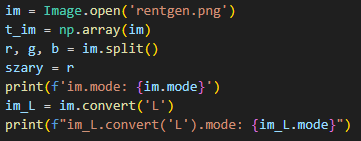 im = Image.open('rentgen.png')
t_im = np.array(im)
r, g, b = im.split()
szary = r
print(f'im.mode: {im.mode}')
im_L = im.convert('L')
print(f"im_L.convert('L').mode: {im_L.mode}")